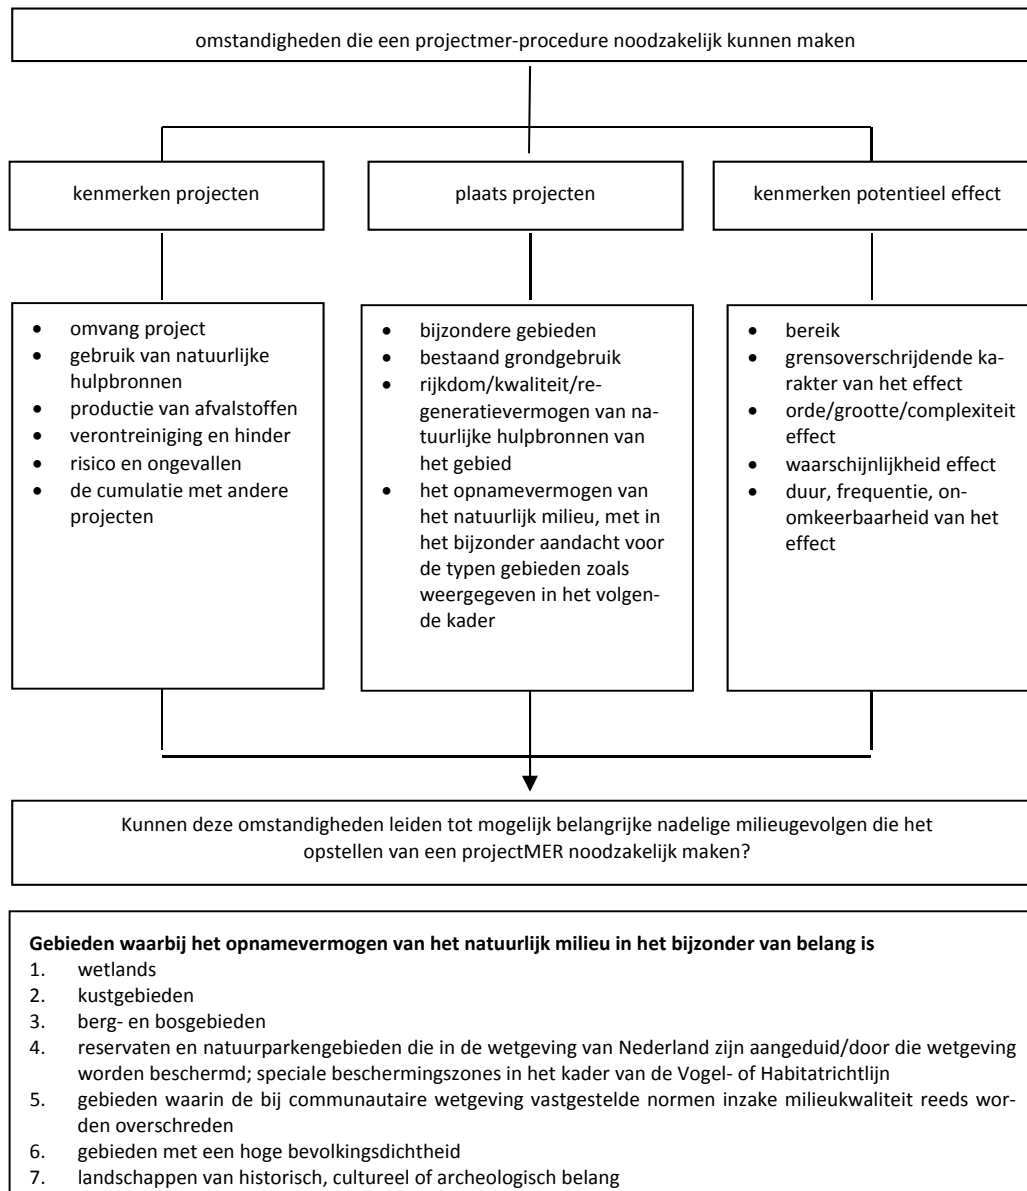 omstandigheden die een projectmer-procedure noodzakelijk kunnen maken
kenmerken projecten
plaats projecten
kenmerken potentieel effect
• omvang project
• gebruik van natuurlijke
hulpbronnen
• productie van afvalstoffen
• verontreiniging en hinder
• risico en ongevallen
• de cumulatie met andere
projecten
• bijzondere gebieden
• bestaand grondgebruik
• rijkdom/kwaliteit/re-
generatievermogen van na-
tuurlijke hulpbronnen van
het gebied
• het opnamevermogen van
het natuurlijk milieu, met in
het bijzonder aandacht voor
de typen gebieden zoals
weergegeven in het volgen-
de kader
• bereik
• grensoverschrijdende ka-
rakter van het effect
• orde/grootte/complexiteit
effect
• waarschijnlijkheid effect
• duur, frequentie, on-
omkeerbaarheid van het
effect
Kunnen deze omstandigheden leiden tot mogelijk belangrijke nadelige milieugevolgen die het
opstellen van een projectMER noodzakelijk maken?
Gebieden waarbij het opnamevermogen van het natuurlijk milieu in het bijzonder van belang is
1. wetlands
2. kustgebieden
3. berg- en bosgebieden
4. reservaten en natuurparkengebieden die in de wetgeving van Nederland zijn aangeduid/door die wetgeving
worden beschermd; speciale beschermingszones in het kader van de Vogel- of Habitatrichtlijn
5. gebieden waarin de bij communautaire wetgeving vastgestelde normen inzake milieukwaliteit reeds wor-
den overschreden
6. gebieden met een hoge bevolkingsdichtheid
7. landschappen van historisch, cultureel of archeologisch belang